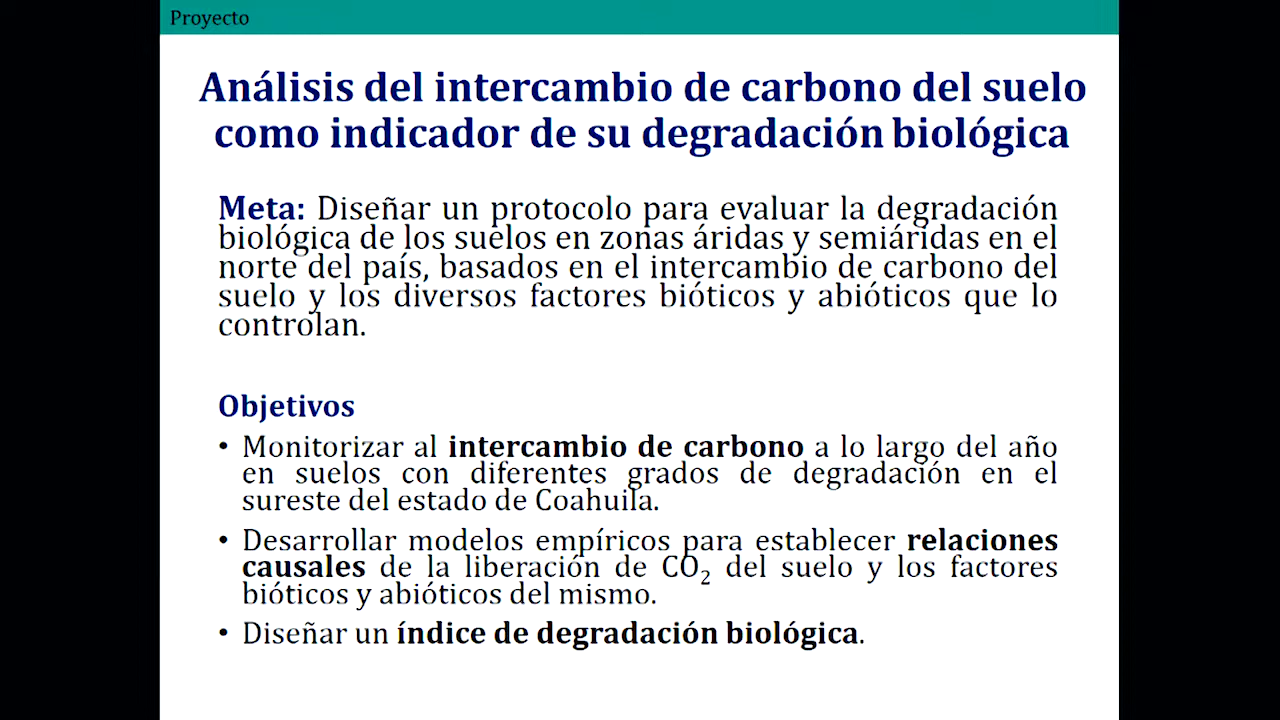 Proyecto
Análisis del intercambio de carbono del suelo
como indicador de su degradación biológica
Meta: Diseñar un protocolo para evaluar la degradación
biológica de los suelos en zonas áridas y semiáridas en el
norte del país, basados en el intercambio de carbono del
suelo y los diversos factores bióticos y abióticos que lo
controlan.
Objetivos
• Monitorizar al intercambio de carbono a lo largo del año
en suelos con diferentes grados de degradación en el
sureste del estado de Coahuila.
• Desarrollar modelos empíricos para establecer relaciones
causales de la liberación de CO₂ del suelo y los factores
bióticos y abióticos del mismo.
• Diseñar un índice de degradación biológica.